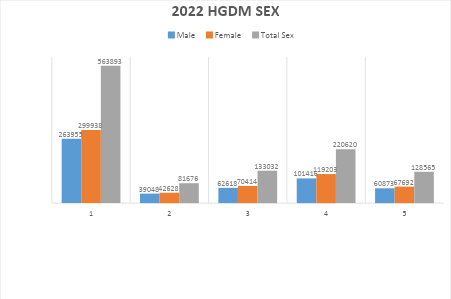 2022 HGDM SEX
Male Female Total Sex
263955 299938 563893
39048 42628 81676
62618 70414 133032
101418 119203 220620
60873 67692 128565
1 2 3 4 5